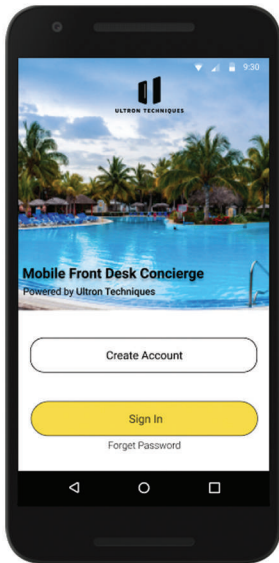 9:30
ULTRON TECHNIQUES
Mobile Front Desk Concierge
Powered by Ultron Techniques
Create Account
Sign In
Forget Password